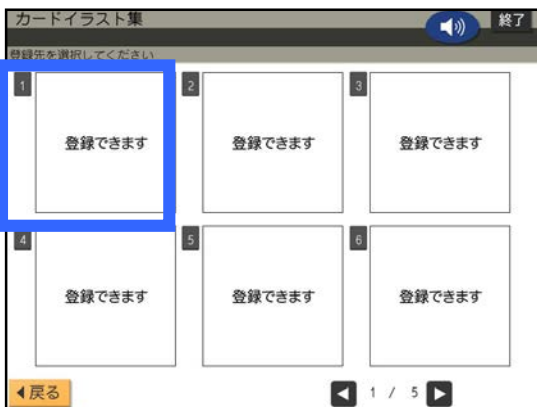 カードイラスト集
終了
登録先を選択してください
1
登録できます
2
登録できます
3
登録できます
4
登録できます
5
登録できます
6
登録できます
戻る
1 / 5